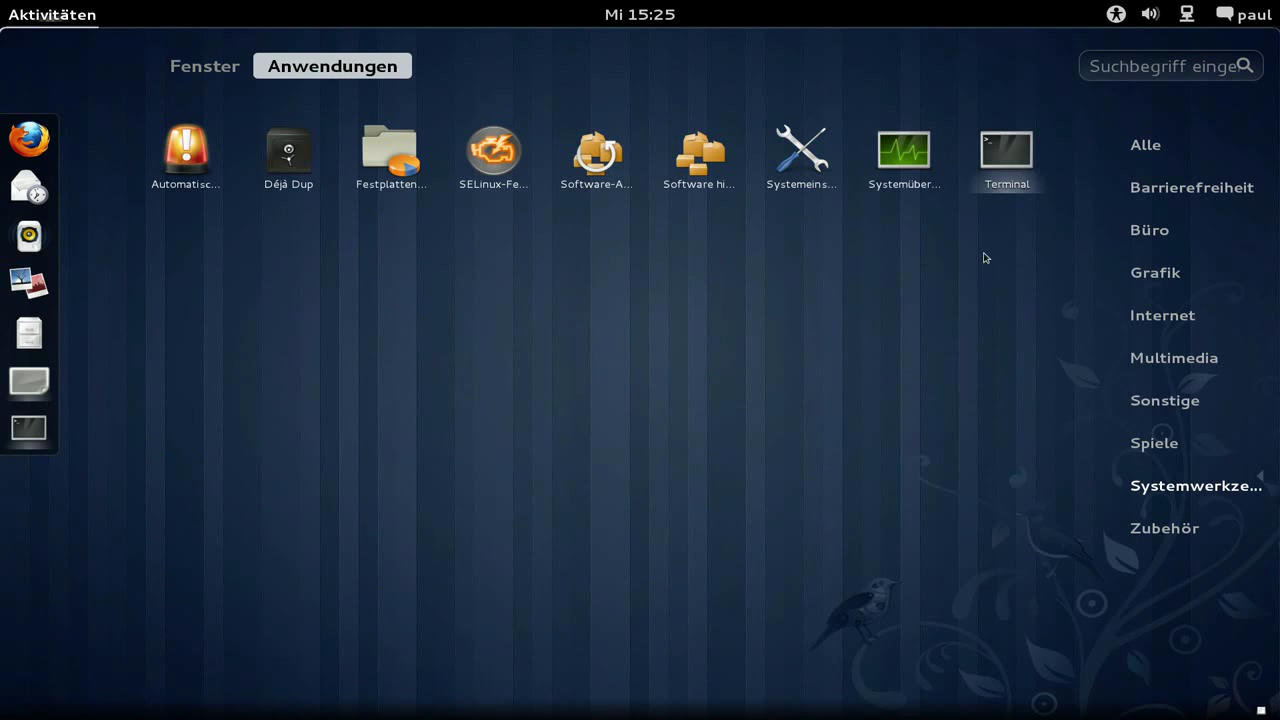 Aktivitäten
Mi 15:25
paul
Fenster
Anwendungen
Suchbegriff einge
Automatisc...
Déjà Dup
Festplatten...
SELinux-Fe...
Software-A...
Software hi...
Systemeins...
Systemüber...
Terminal
Alle
Barrierefreiheit
Büro
Grafik
Internet
Multimedia
Sonstige
Spiele
Systemwerkze...
Zubehör